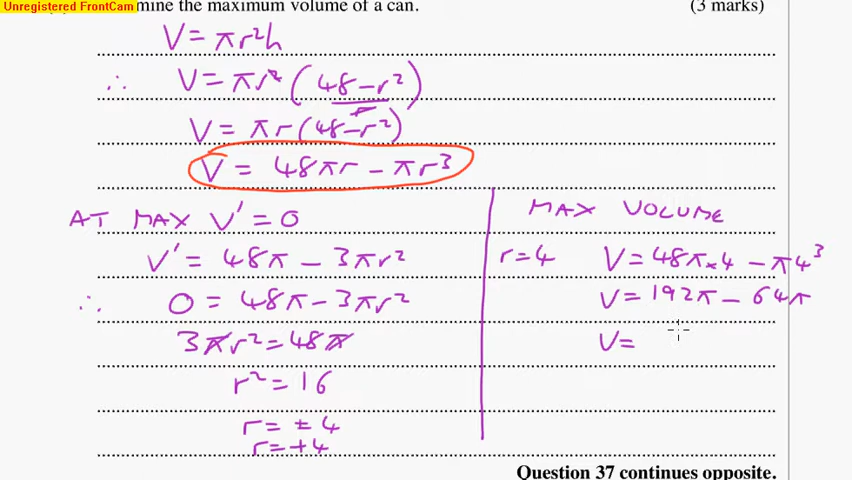 Unregistered FrontCam
mine the maximum volume of a can.
(3 marks)
V = πr²h
∴ V = πr² (48 – r² / r)
V = πr(48 – r²)
V = 48πr – πr³
AT MAX V' = 0
V' = 48π – 3πr²
∴ 0 = 48π – 3πr²
3πr² = 48π
r² = 16
r = ± 4
r = +4
MAX VOLUME
r = 4 V = 48π × 4 – π4³
V = 192π – 64π
V =
Question 37 continues opposite.